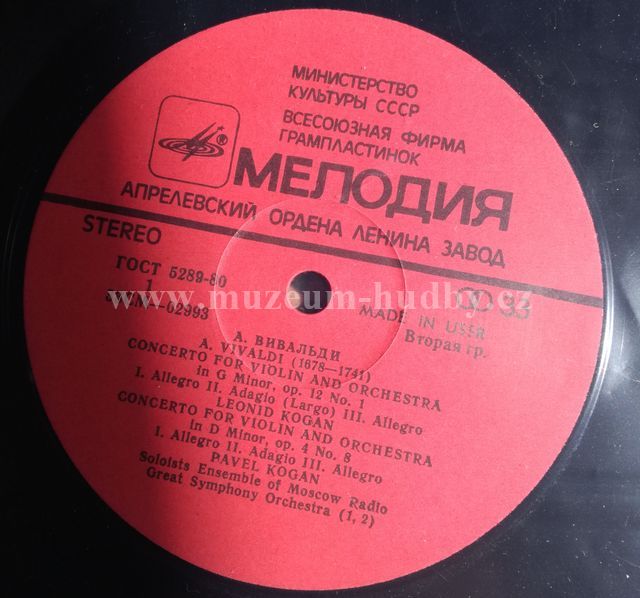 МИНИСТЕРСТВО
КУЛЬТУРЫ СССР
ВСЕСОЮЗНАЯ ФИРМА
ГРАМПЛАСТИНОК
МЕЛОДИЯ
АПРЕЛЕВСКИЙ ОРДЕНА ЛЕНИНА ЗАВОД
STEREO
ГОСТ 5289-80
33
1
02993
MADE IN USSR
Вторая гр.
www.muzeum-hudby.cz
А. ВИВАЛЬДИ
A. VIVALDI (1678—1741)
CONCERTO FOR VIOLIN AND ORCHESTRA
in G Minor, op. 12 No. 1
I. Allegro II. Adagio (Largo) III. Allegro
LEONID KOGAN
CONCERTO FOR VIOLIN AND ORCHESTRA
in D Minor, op. 4 No. 8
I. Allegro II. Adagio III. Allegro
PAVEL KOGAN
Soloists Ensemble of Moscow Radio
Great Symphony Orchestra (1, 2)